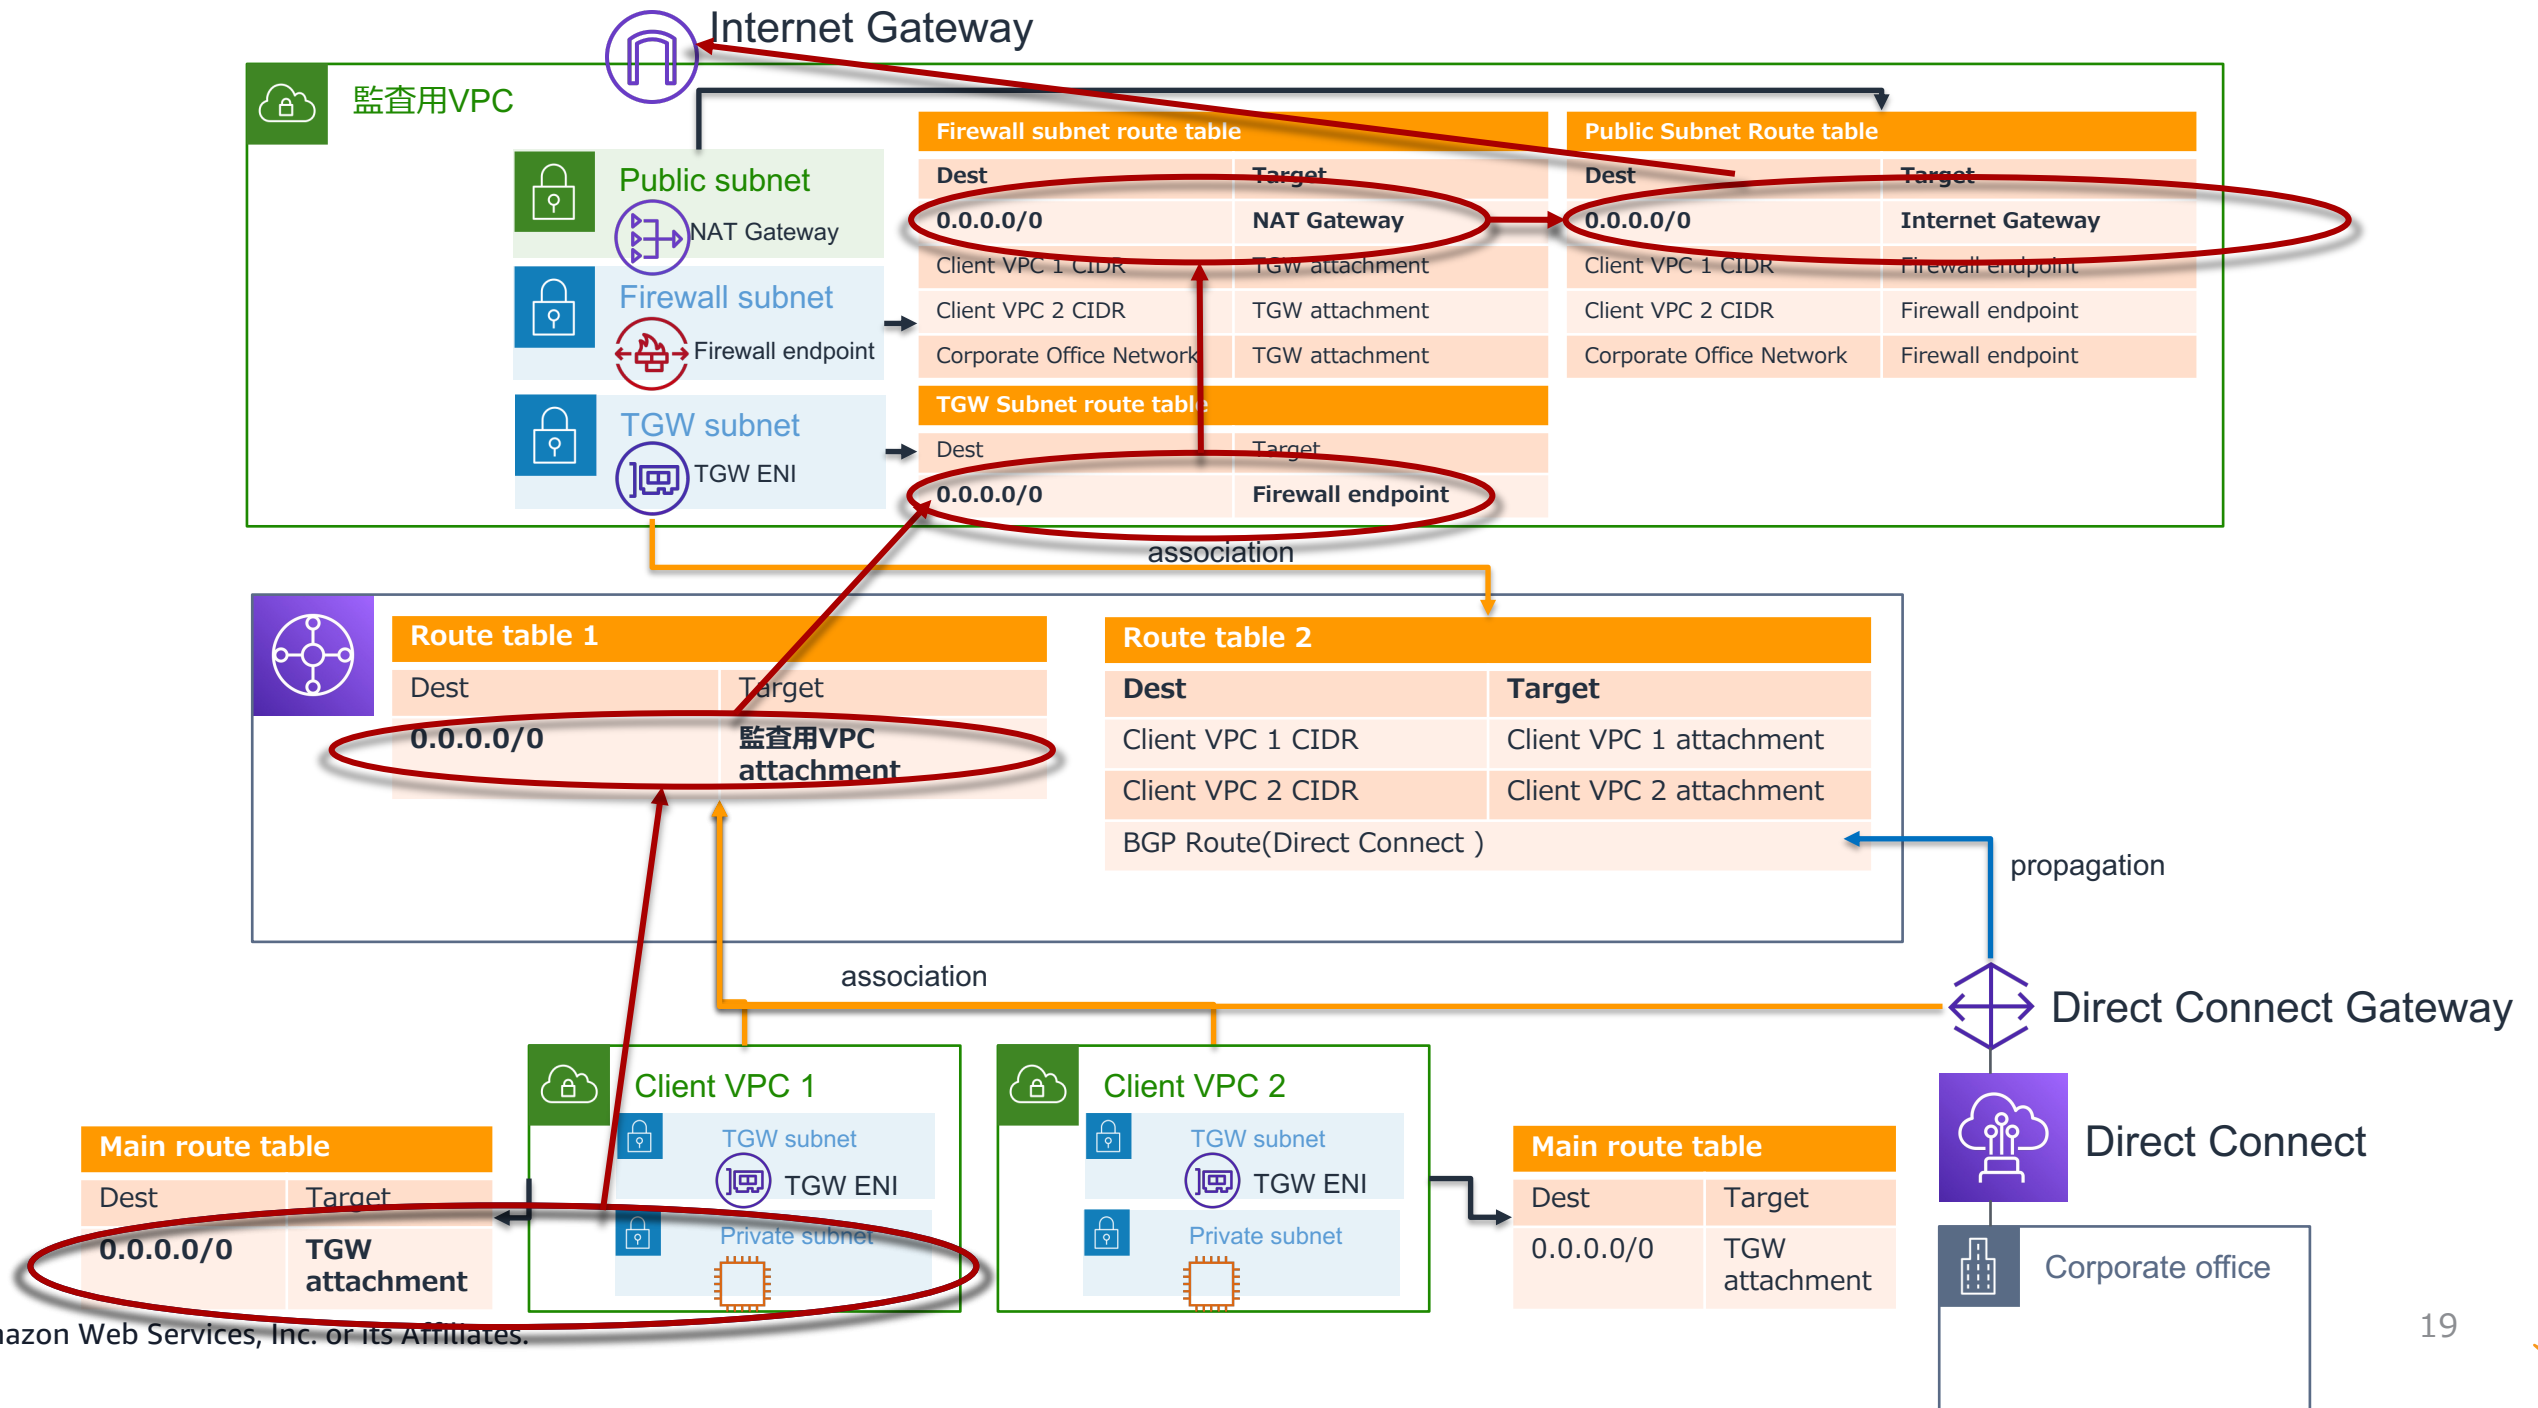 Internet Gateway
監査用VPC
Public subnet
NAT Gateway
Firewall subnet
Firewall endpoint
TGW subnet
TGW ENI
Firewall subnet route table
Dest Target
0.0.0.0/0 NAT Gateway
Client VPC 1 CIDR TGW attachment
Client VPC 2 CIDR TGW attachment
Corporate Office Network TGW attachment
Public Subnet Route table
Dest Target
0.0.0.0/0 Internet Gateway
Client VPC 1 CIDR Firewall endpoint
Client VPC 2 CIDR Firewall endpoint
Corporate Office Network Firewall endpoint
TGW Subnet route table
Dest Target
0.0.0.0/0 Firewall endpoint
association
Route table 1
Dest Target
0.0.0.0/0 監査用VPC
attachment
Route table 2
Dest Target
Client VPC 1 CIDR Client VPC 1 attachment
Client VPC 2 CIDR Client VPC 2 attachment
BGP Route(Direct Connect )
propagation
association
Direct Connect Gateway
Client VPC 1
TGW subnet
TGW ENI
Private subnet
Client VPC 2
TGW subnet
TGW ENI
Private subnet
Main route table
Dest Target
0.0.0.0/0 TGW
attachment
Main route table
Dest Target
0.0.0.0/0 TGW
attachment
Direct Connect
Corporate office
Web Services, Inc. or its Affiliates.
19